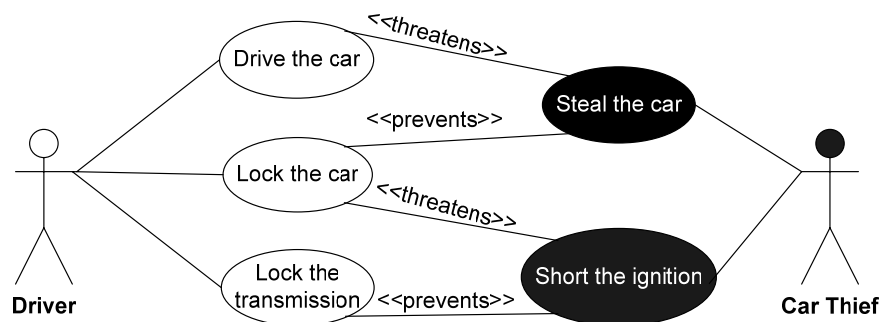 <<threatens>>
Drive the car
Steal the car
<<prevents>>
Lock the car
<<threatens>>
Lock the
transmission
Short the ignition
<<prevents>>
Driver
Car Thief